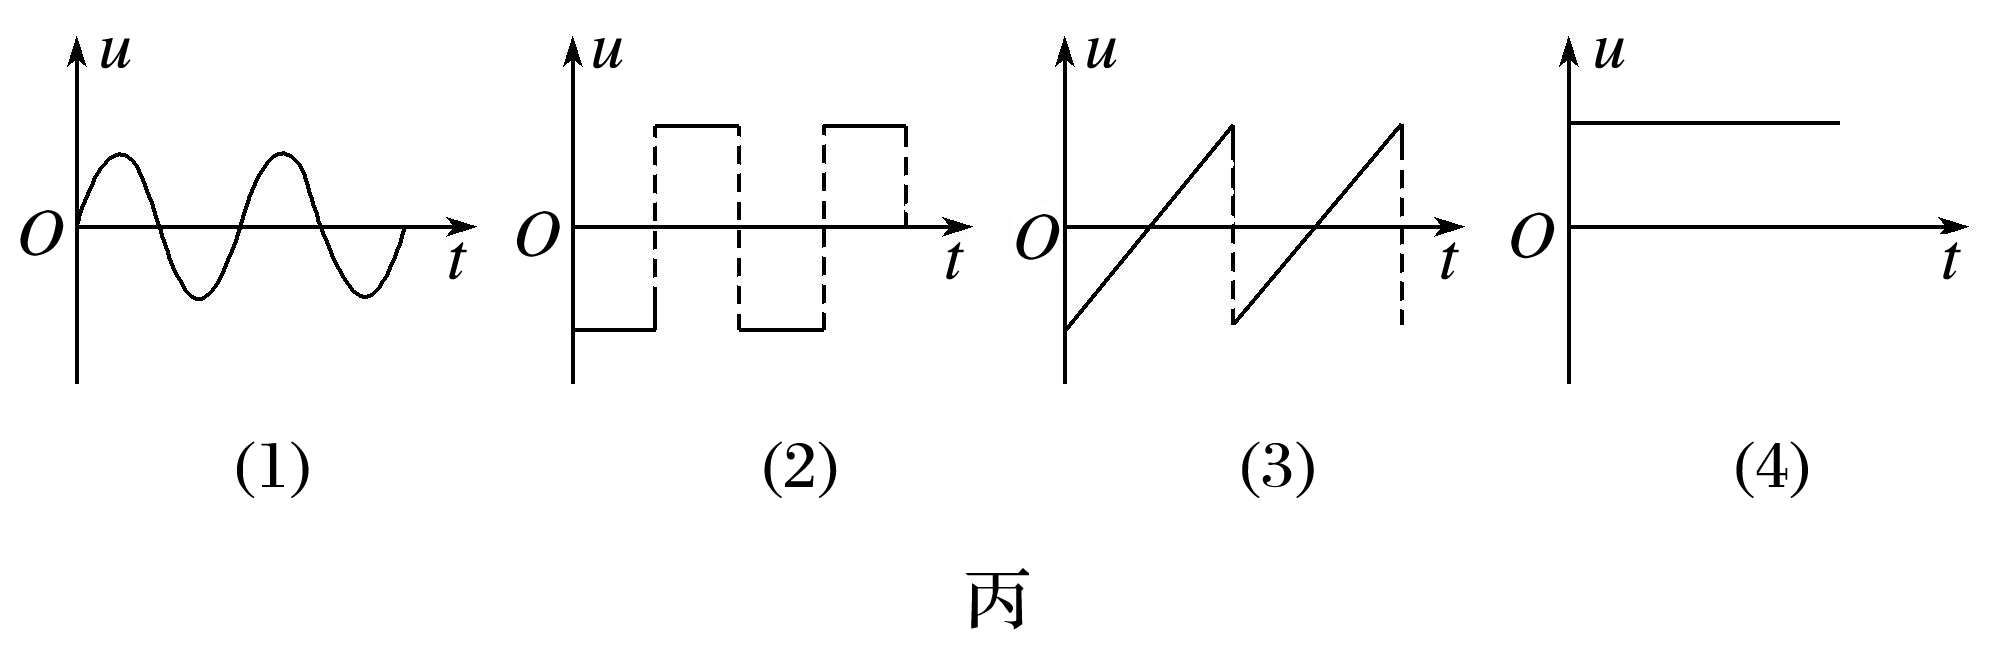 u u u u
O O O O
t t t t
(1) (2) (3) (4)
丙